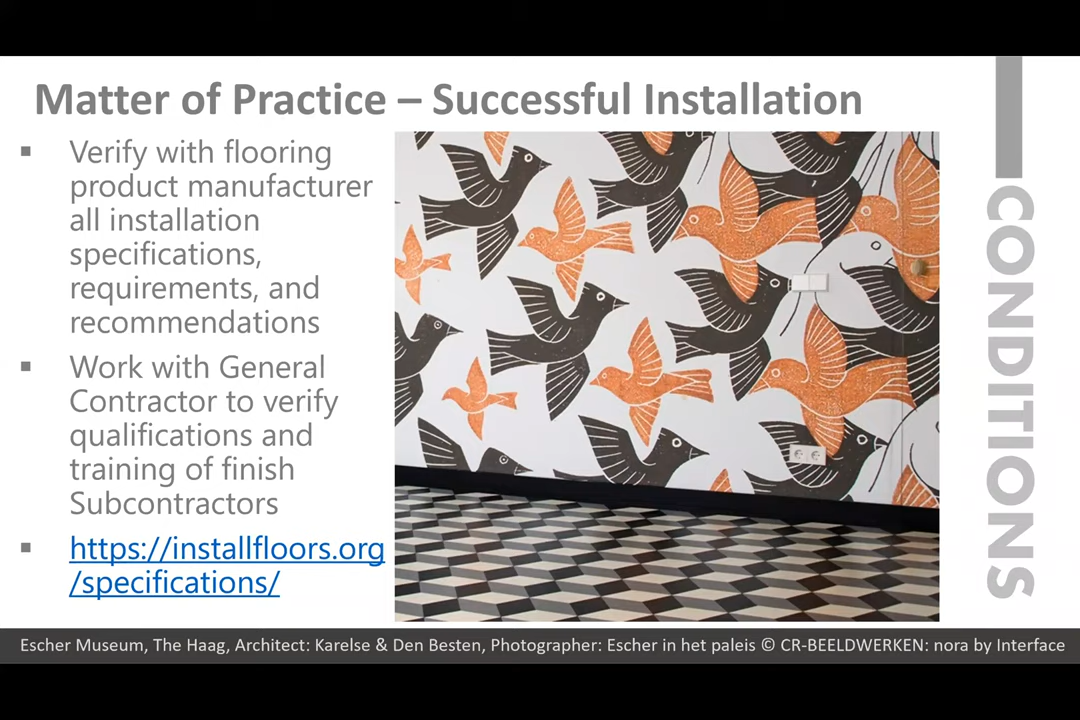 Matter of Practice – Successful Installation
▪ Verify with flooring
product manufacturer
all installation
specifications,
requirements, and
recommendations
▪ Work with General
Contractor to verify
qualifications and
training of finish
Subcontractors
▪ https://installfloors.org
/specifications/
CONDITIONS
Escher Museum, The Haag, Architect: Karelse & Den Besten, Photographer: Escher in het paleis © CR-BEELDWERKEN: nora by Interface